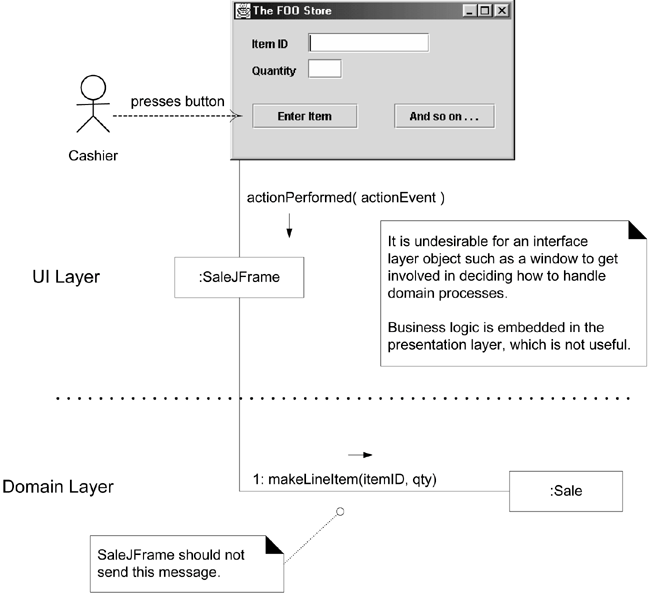 The FOO Store
Item ID
Quantity
presses button
Enter Item
And so on . . .
Cashier
actionPerformed( actionEvent )
It is undesirable for an interface
layer object such as a window to get
involved in deciding how to handle
domain processes.
Business logic is embedded in the
presentation layer, which is not useful.
UI Layer
:SaleJFrame
1: makeLineItem(itemID, qty)
Domain Layer
:Sale
SaleJFrame should not
send this message.